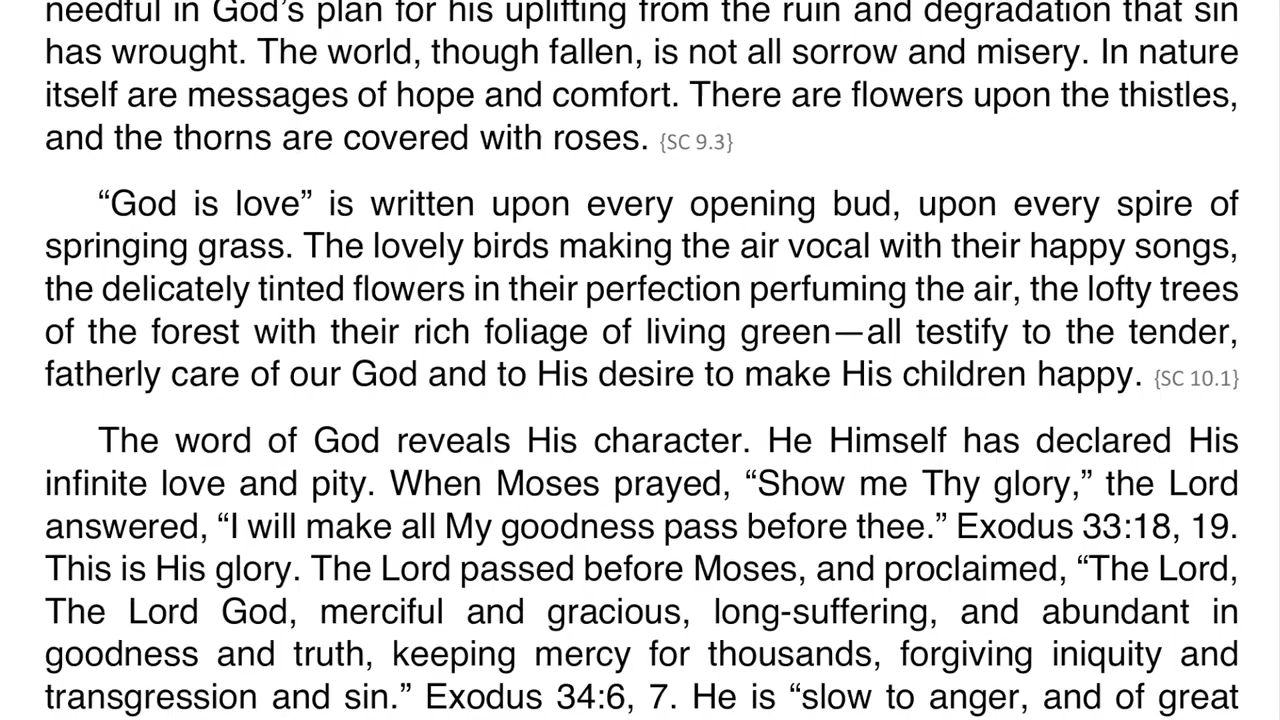 needful in God’s plan for his uplifting from the ruin and degradation that sin
has wrought. The world, though fallen, is not all sorrow and misery. In nature
itself are messages of hope and comfort. There are flowers upon the thistles,
and the thorns are covered with roses. {SC 9.3}
“God is love” is written upon every opening bud, upon every spire of
springing grass. The lovely birds making the air vocal with their happy songs,
the delicately tinted flowers in their perfection perfuming the air, the lofty trees
of the forest with their rich foliage of living green—all testify to the tender,
fatherly care of our God and to His desire to make His children happy. {SC 10.1}
The word of God reveals His character. He Himself has declared His
infinite love and pity. When Moses prayed, “Show me Thy glory,” the Lord
answered, “I will make all My goodness pass before thee.” Exodus 33:18, 19.
This is His glory. The Lord passed before Moses, and proclaimed, “The Lord,
The Lord God, merciful and gracious, long-suffering, and abundant in
goodness and truth, keeping mercy for thousands, forgiving iniquity and
transgression and sin.” Exodus 34:6, 7. He is “slow to anger, and of great